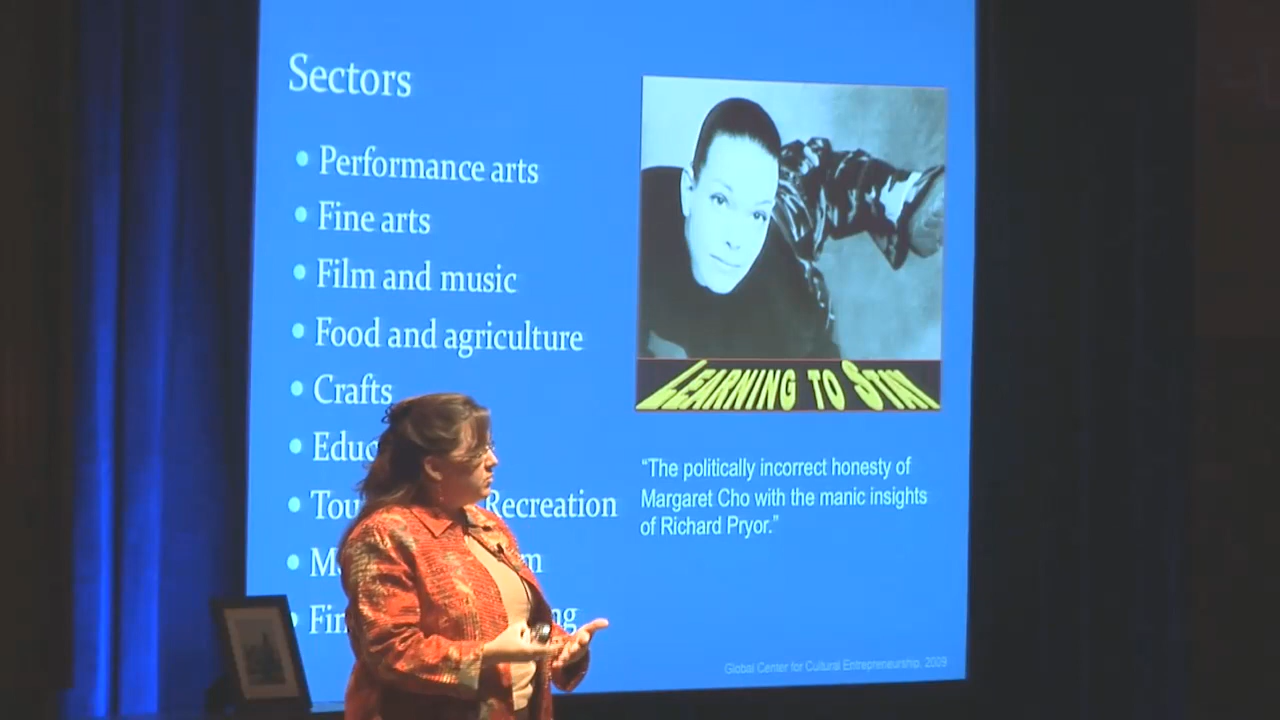 Sectors
• Performance arts
• Fine arts
• Film and music
• Food and agriculture
• Crafts
• Recreation
LEARNING TO STAY
“The politically incorrect honesty of
Margaret Cho with the manic insights
of Richard Pryor.”
Global Center for Cultural Entrepreneurship, 2009